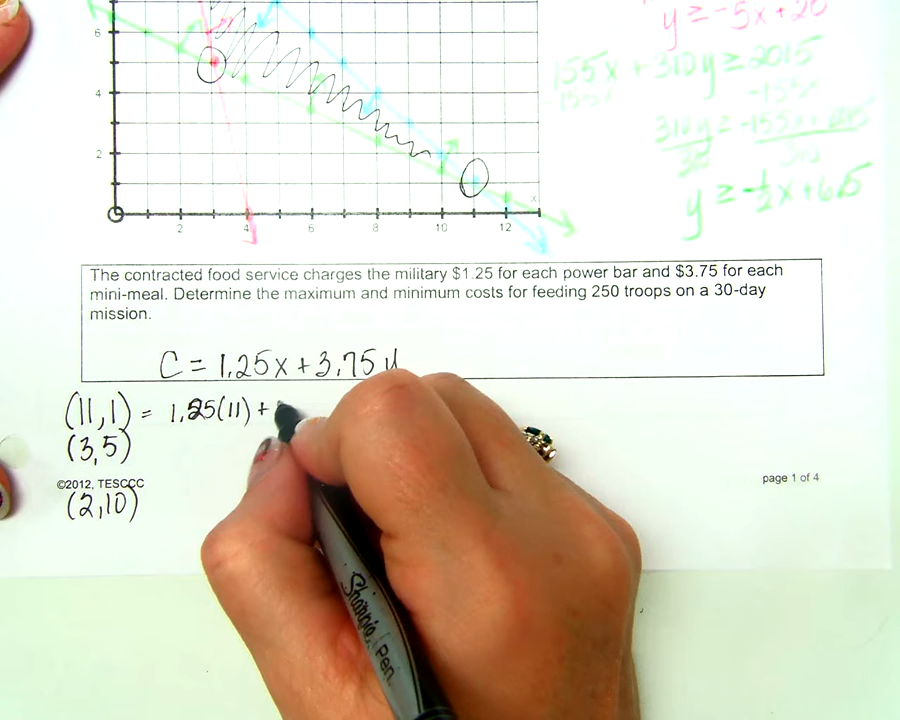 6
4
2
2
4
6
8
10
12
x
y ≥ -5x + 20
155x + 310y ≥ 2015
-155x -155x
310y ≥ -155x + 2015
310 310
y ≥ -1/2x + 6.5
The contracted food service charges the military $1.25 for each power bar and $3.75 for each
mini-meal. Determine the maximum and minimum costs for feeding 250 troops on a 30-day
mission.
C = 1.25x + 3.75y
(11,1) = 1.25(11) +
(3,5)
©2012, TESCCC
page 1 of 4
(2,10)
Sharpie Pen